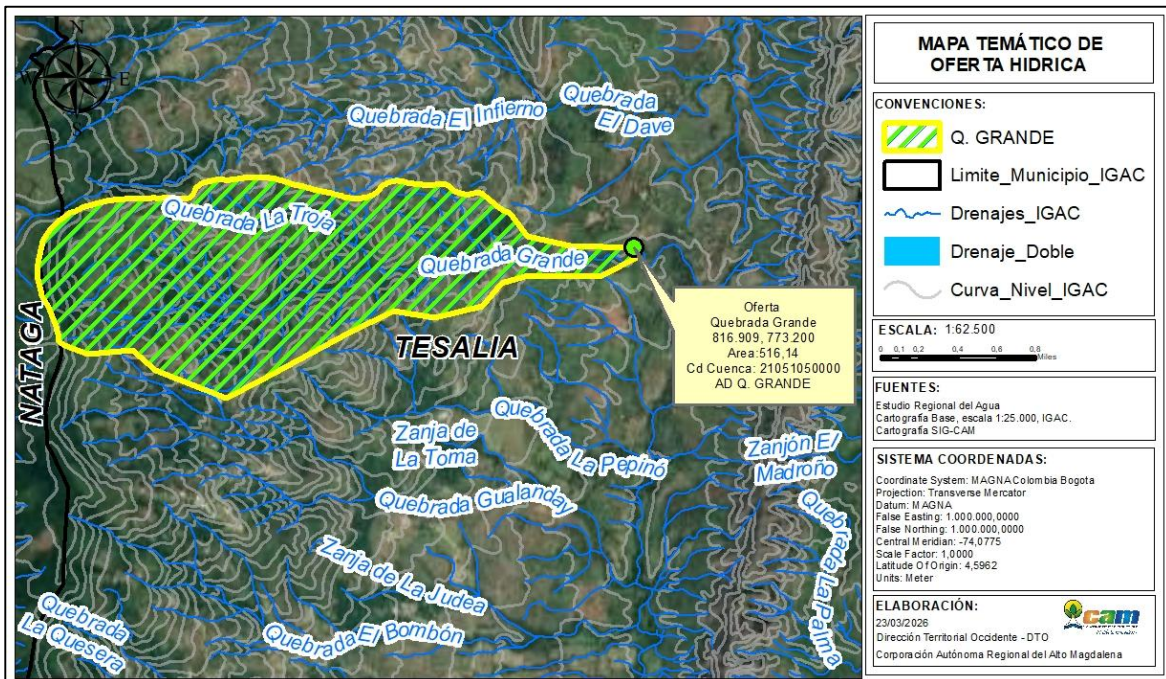 N
W
E
S
Quebrada El Infierno
Quebrada
El Dave
Quebrada La Troja
Quebrada Grande
NATAGA
TESALIA
Oferta
Quebrada Grande
816.909, 773.200
Area:516,14
Cd Cuenca: 21051050000
AD Q. GRANDE
Zanja de
La Toma
Quebrada La Pepinó
Zanjón El
Madroño
Quebrada Gualanday
Quebrada La Palma
Zanja de La Judea
Quebrada El Bombón
Quebrada
La Quesera
MAPA TEMÁTICO DE
OFERTA HIDRICA
CONVENCIONES:
Q. GRANDE
Limite_Municipio_IGAC
Drenajes_IGAC
Drenaje_Doble
Curva_Nivel_IGAC
ESCALA: 1:62.500
0 0,1 0,2 0,4 0,6 0,8
Miles
FUENTES:
Estudio Regional del Agua
Cartografía Base, escala 1:25.000, IGAC.
Cartografía SIG-CAM
SISTEMA COORDENADAS:
Coordinate System: MAGNA Colombia Bogota
Projection: Transverse Mercator
Datum: MAGNA
False Easting: 1.000.000,0000
False Northing: 1.000.000,0000
Central Meridian: -74,0775
Scale Factor: 1,0000
Latitude Of Origin: 4,5962
Units: Meter
ELABORACIÓN:
23/03/2026
Dirección Territorial Occidente - DTO
Corporación Autónoma Regional del Alto Magdalena
cam